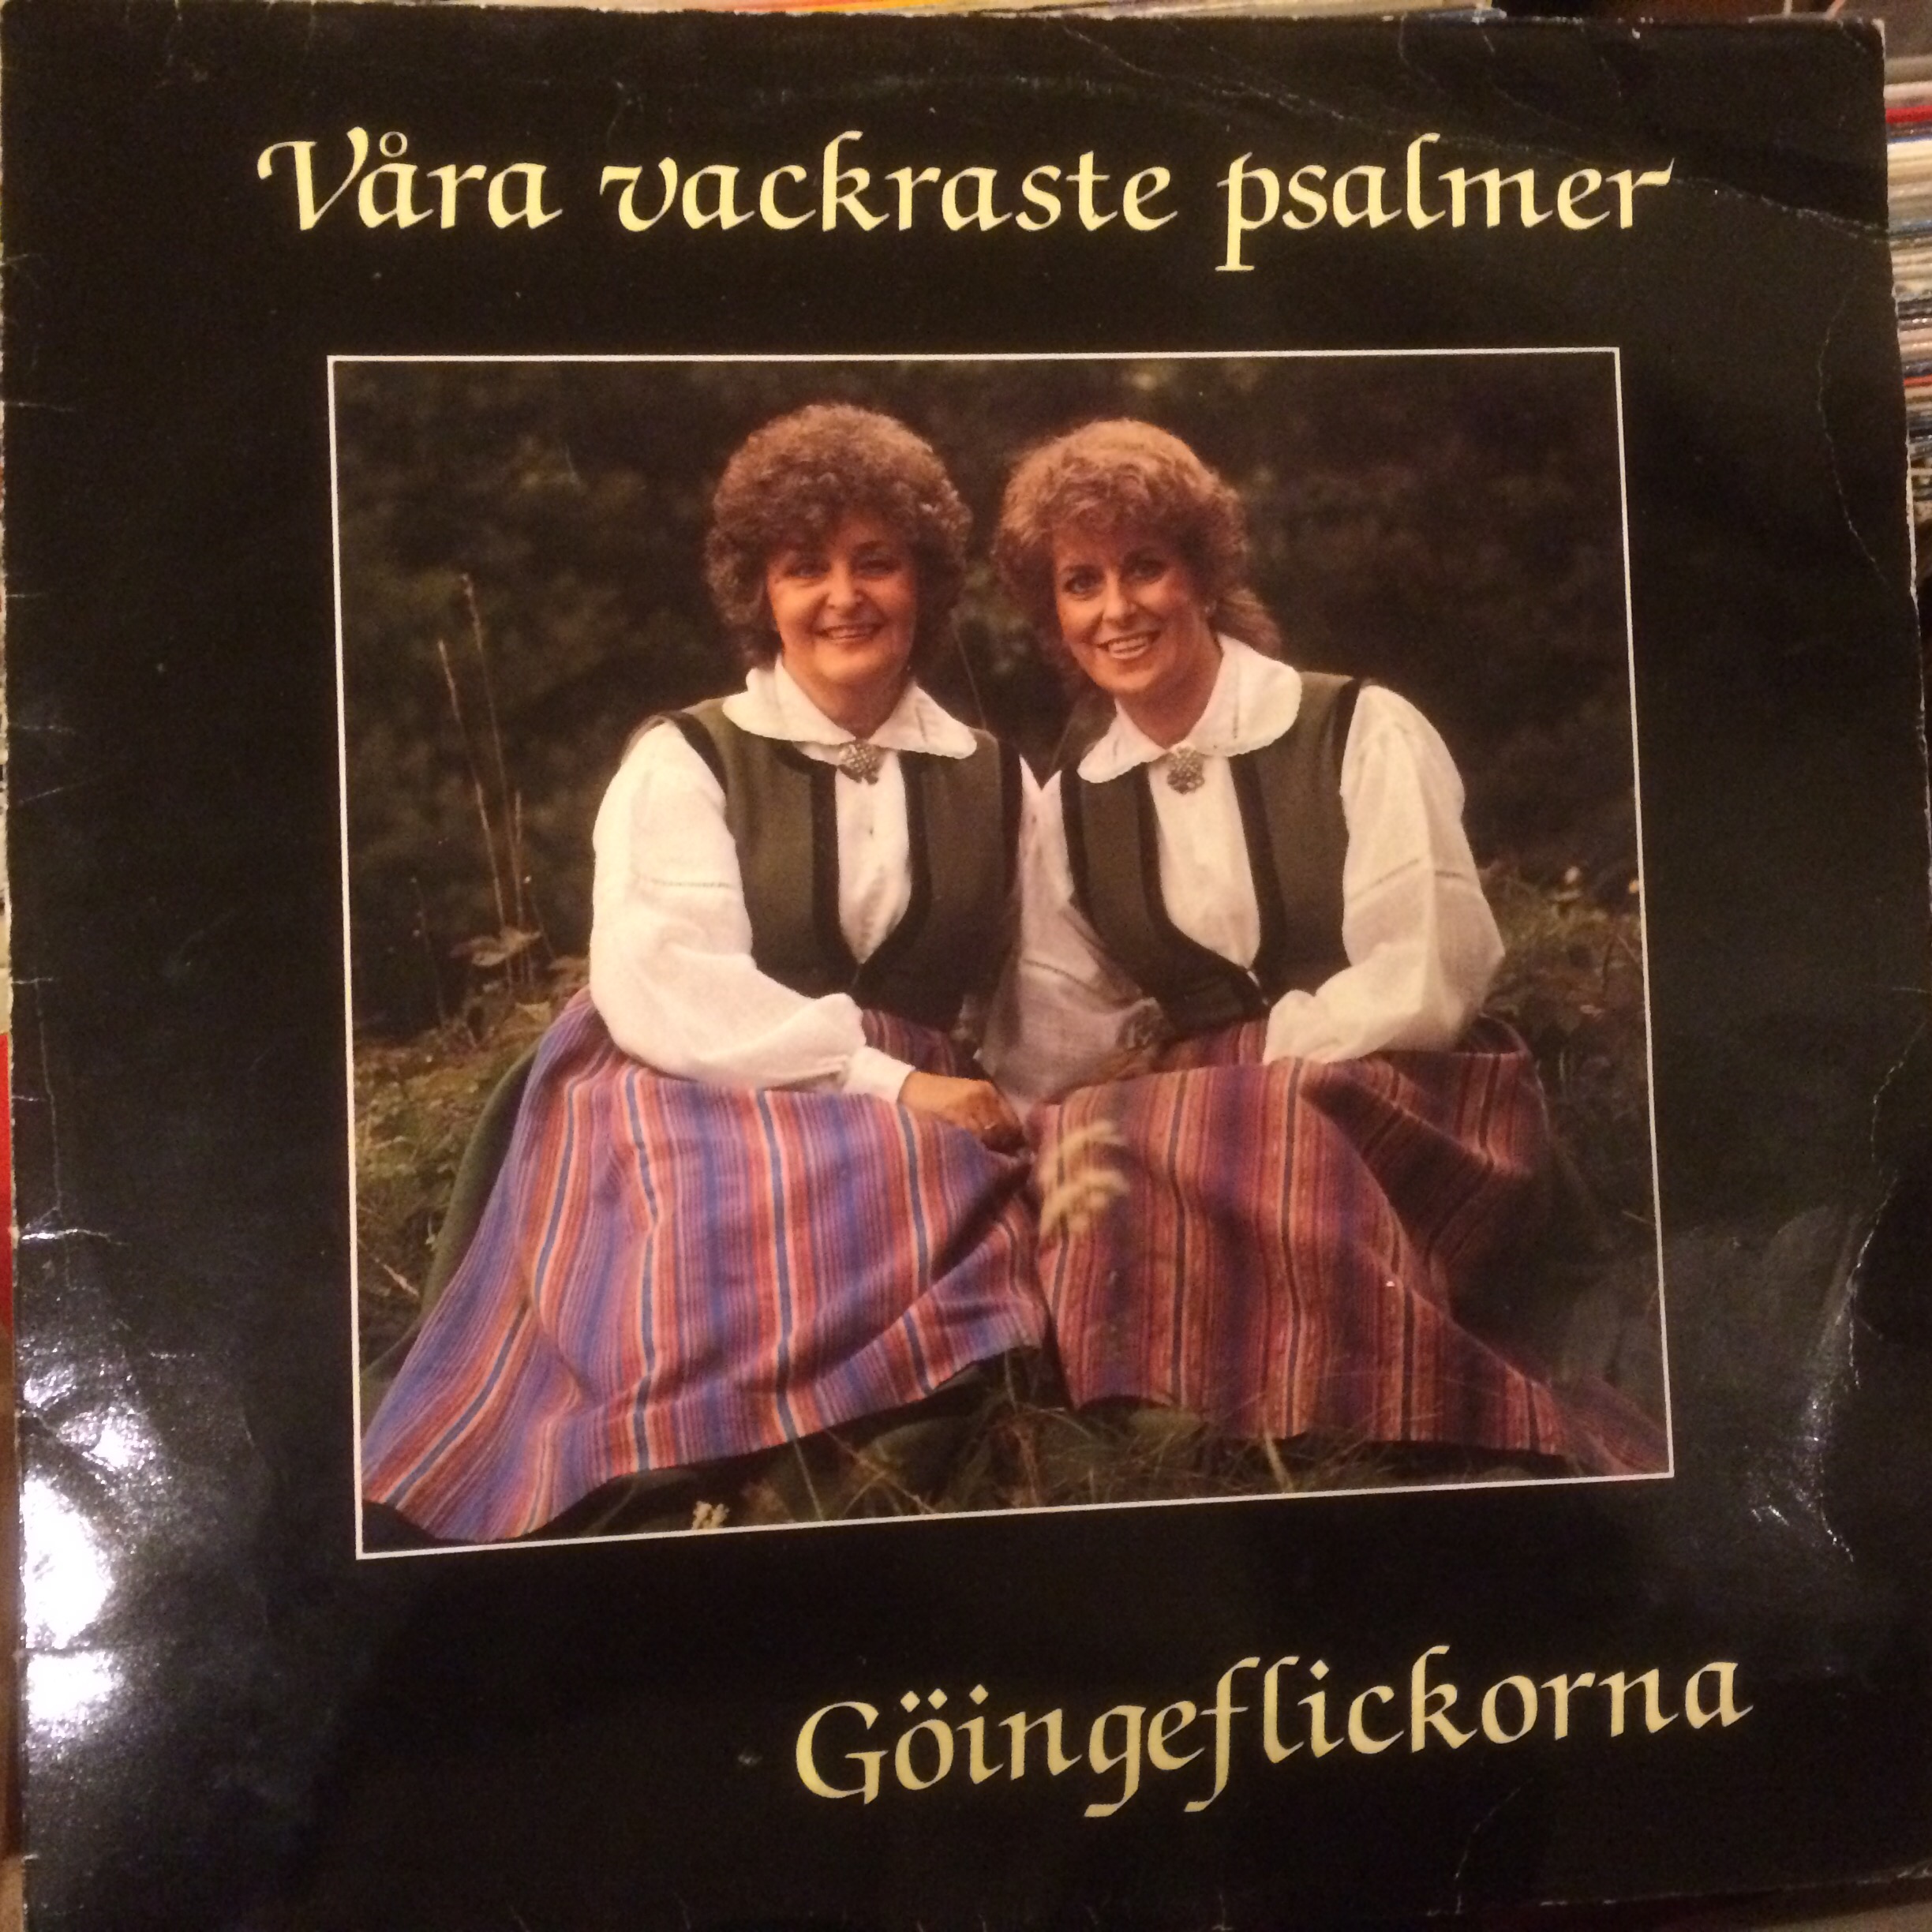 Våra vackraste psalmer
Göingeflickorna